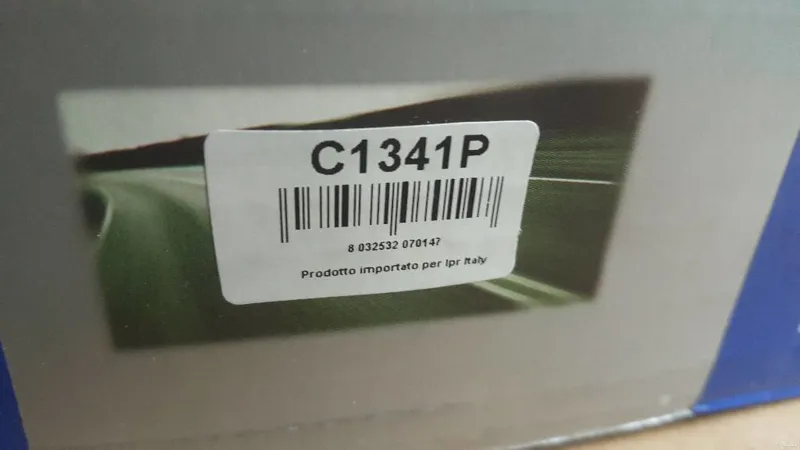 C1341P
8 032532 070147
Prodotto importato per Ipr Italy